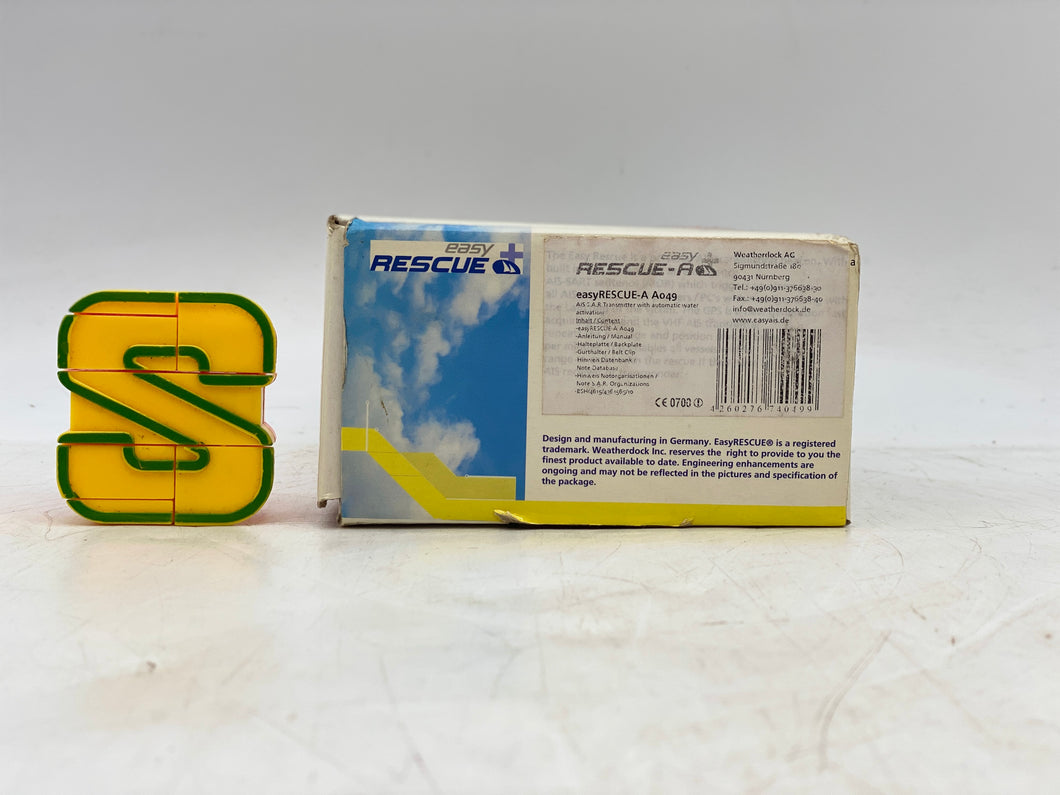 easy
RESCUE
easy
RESCUE-A
easyRESCUE-A A049
AIS S.A.R. Transmitter with automatic water
activation
Inhalt / Content
-easyRESCUE-A A049
-Anleitung / Manual
-Halteplatte / Backplate
-Gurthalter / Belt Clip
-Hinweis Datenbank /
Note Database
-Hinweis Notorganisationen /
Note S.A.R. Organizations
CE 0700
Weatherdock AG
Sigmundstraße 180
90431 Nürnberg
Tel.: +49(0)911-376638-30
Fax.: +49(0)911-376638-40
info@weatherdock.de
www.easyais.de
4 260276 740499
Design and manufacturing in Germany. EasyRESCUE® is a registered
trademark. Weatherdock Inc. reserves the right to provide to you the
finest product available to date. Engineering enhancements are
ongoing and may not be reflected in the pictures and specification of
the package.
S